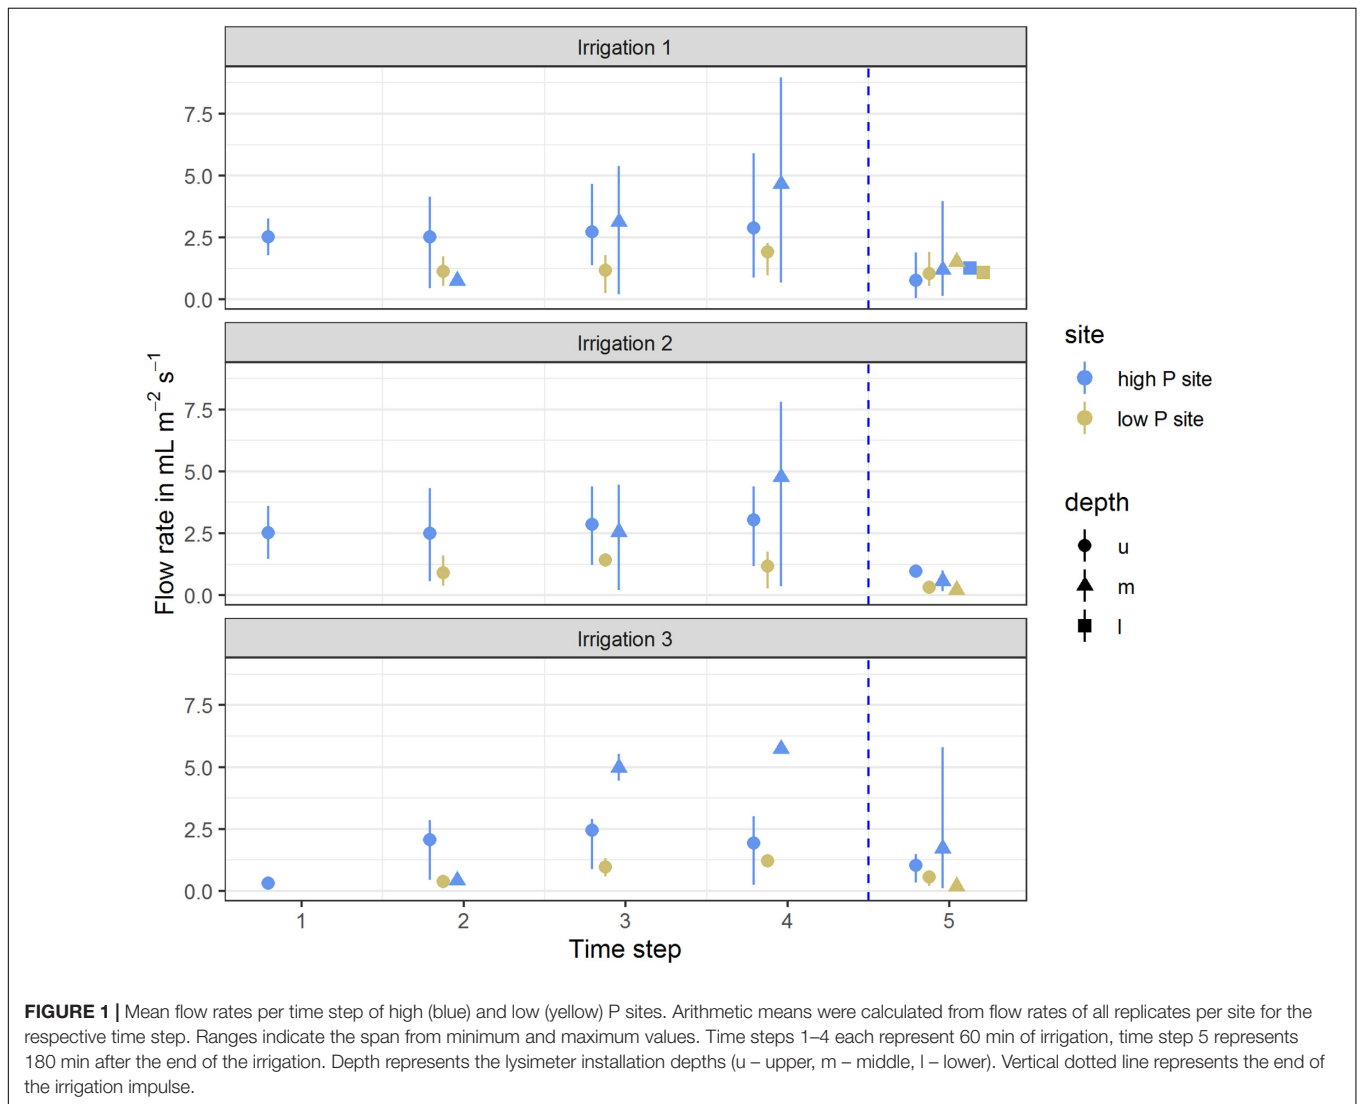 Irrigation 1
7.5
5.0
2.5
0.0
Irrigation 2
7.5
5.0
2.5
0.0
Irrigation 3
7.5
5.0
2.5
0.0
1 2 3 4 5
Time step
Flow rate in mL m⁻² s⁻¹
site
high P site
low P site
depth
u
m
l
FIGURE 1 | Mean flow rates per time step of high (blue) and low (yellow) P sites. Arithmetic means were calculated from flow rates of all replicates per site for the
respective time step. Ranges indicate the span from minimum and maximum values. Time steps 1–4 each represent 60 min of irrigation, time step 5 represents
180 min after the end of the irrigation. Depth represents the lysimeter installation depths (u – upper, m – middle, l – lower). Vertical dotted line represents the end of
the irrigation impulse.